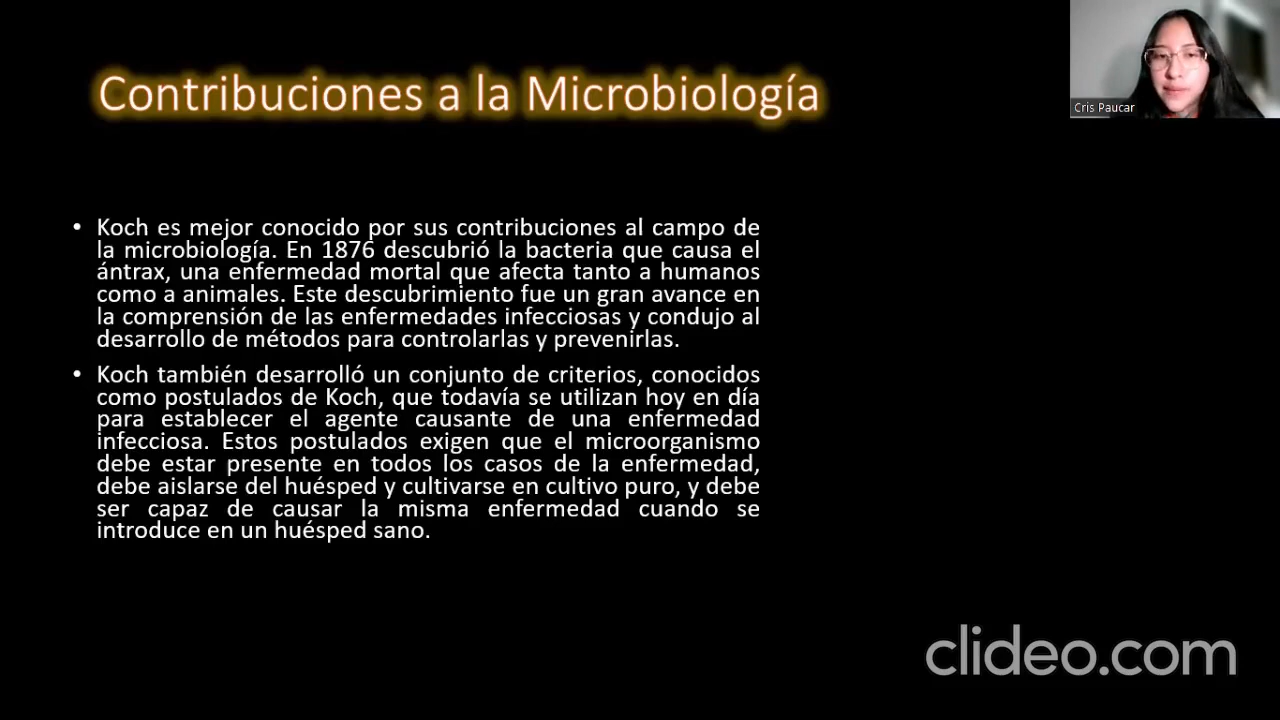 Contribuciones a la Microbiología
Cris Paucar
• Koch es mejor conocido por sus contribuciones al campo de
la microbiología. En 1876 descubrió la bacteria que causa el
ántrax, una enfermedad mortal que afecta tanto a humanos
como a animales. Este descubrimiento fue un gran avance en
la comprensión de las enfermedades infecciosas y condujo al
desarrollo de métodos para controlarlas y prevenirlas.
• Koch también desarrolló un conjunto de criterios, conocidos
como postulados de Koch, que todavía se utilizan hoy en día
para establecer el agente causante de una enfermedad
infecciosa. Estos postulados exigen que el microorganismo
debe estar presente en todos los casos de la enfermedad,
debe aislarse del huésped y cultivarse en cultivo puro, y debe
ser capaz de causar la misma enfermedad cuando se
introduce en un huésped sano.
clideo.com